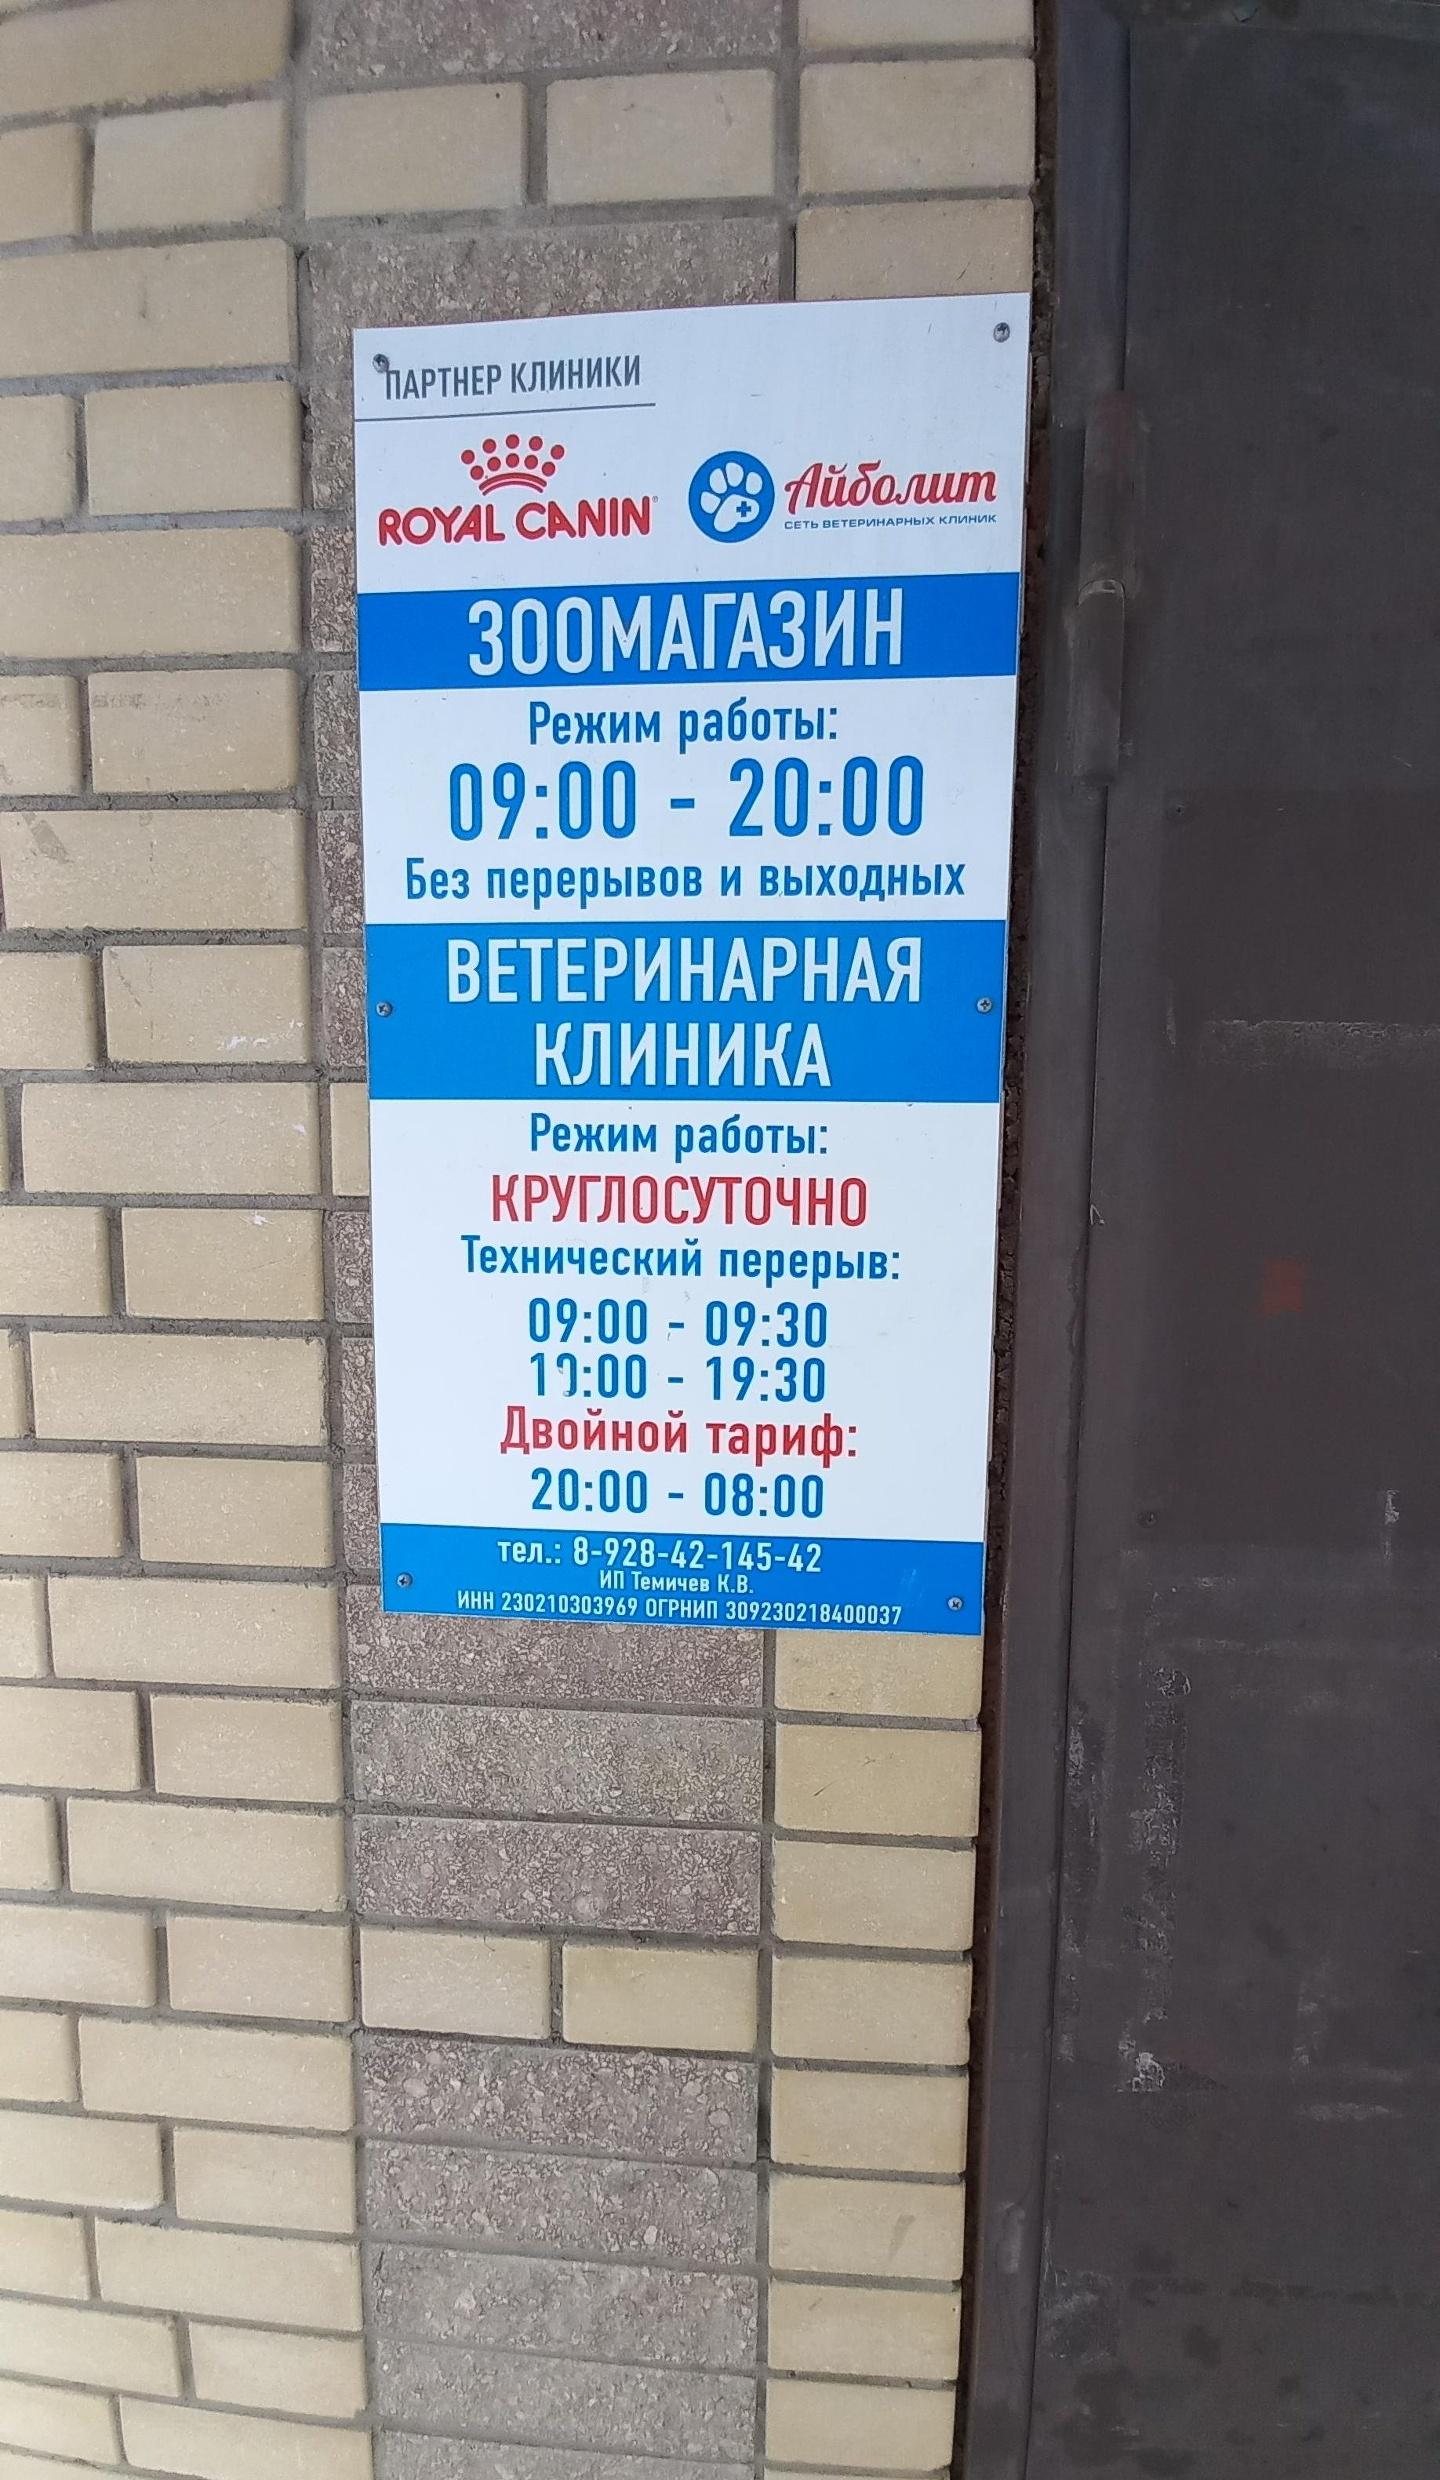 ПАРТНЕР КЛИНИКИ
ROYAL CANIN
Айболит
СЕТЬ ВЕТЕРИНАРНЫХ КЛИНИК
ЗООМАГАЗИН
Режим работы:
09:00 - 20:00
Без перерывов и выходных
ВЕТЕРИНАРНАЯ
КЛИНИКА
Режим работы:
КРУГЛОСУТОЧНО
Технический перерыв:
09:00 - 09:30
- 19:30
Двойной тариф:
20:00 - 08:00
тел.: 8-928-42-145-42
ИП Темичев К.В.
ИНН 230210303969 ОГРНИП 309230218400037